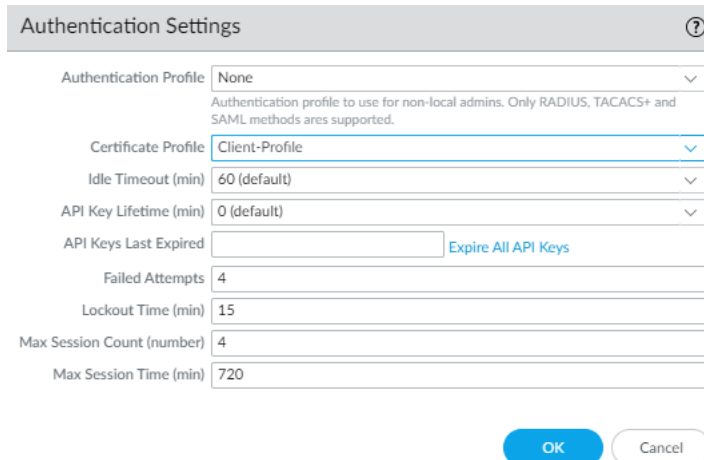 Authentication Settings
?
Authentication Profile None
Authentication profile to use for non-local admins. Only RADIUS, TACACS+ and
SAML methods ares supported.
Certificate Profile Client-Profile
Idle Timeout (min) 60 (default)
API Key Lifetime (min) 0 (default)
API Keys Last Expired Expire All API Keys
Failed Attempts 4
Lockout Time (min) 15
Max Session Count (number) 4
Max Session Time (min) 720
OK Cancel